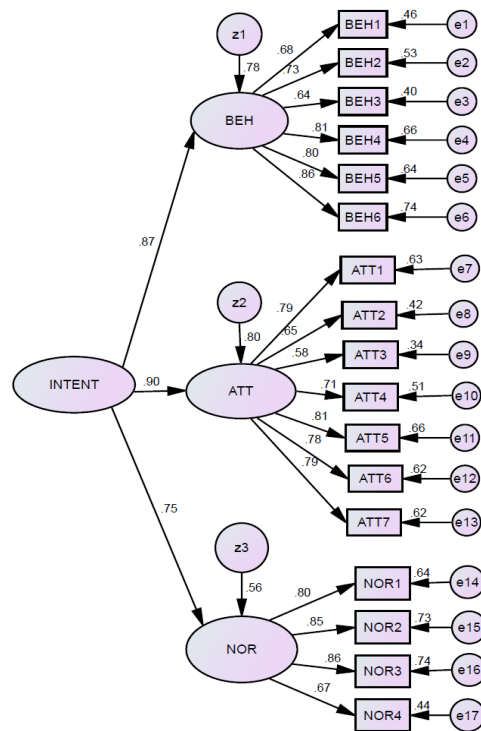 z1
.78
BEH
.68
.73
.64
.81
.80
.86
BEH1
.46
e1
BEH2
.53
e2
BEH3
.40
e3
BEH4
.66
e4
BEH5
.64
e5
BEH6
.74
e6
.87
z2
.80
ATT
.79
.65
.58
.71
.81
.78
.79
ATT1
.63
e7
ATT2
.42
e8
ATT3
.34
e9
ATT4
.51
e10
ATT5
.66
e11
ATT6
.62
e12
ATT7
.62
e13
INTENT
.90
.75
z3
.56
NOR
.80
.85
.86
.67
NOR1
.64
e14
NOR2
.73
e15
NOR3
.74
e16
NOR4
.44
e17